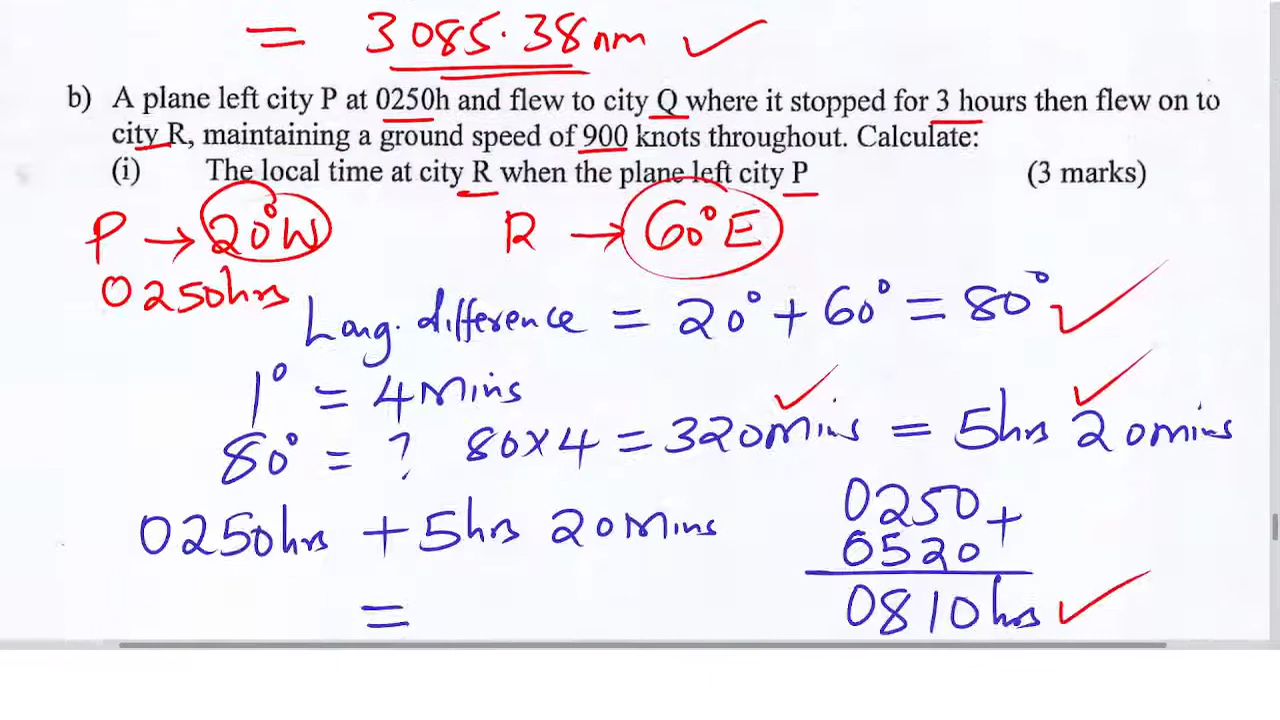 = 3085.38nm ✓
b) A plane left city P at 0250h and flew to city Q where it stopped for 3 hours then flew on to
city R, maintaining a ground speed of 900 knots throughout. Calculate:
(i) The local time at city R when the plane left city P (3 marks)
P → 20°W R → 60°E
0250hrs
Long. difference = 20° + 60° = 80° ✓
1° = 4Mins
80° = ? 80×4 = 320mins ✓ = 5hrs 20mins ✓
0250hrs + 5hrs 20Mins
=
0250 +
0520
0810hrs ✓